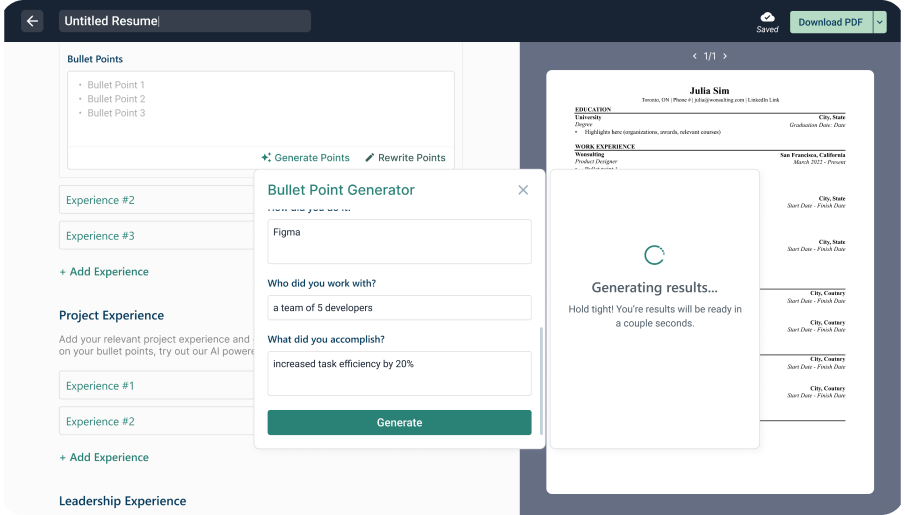 Untitled Resume
Saved
Download PDF
Bullet Points
• Bullet Point 1
• Bullet Point 2
• Bullet Point 3
Generate Points
Rewrite Points
Experience #2
Experience #3
+ Add Experience
Project Experience
Add your relevant project experience and
on your bullet points, try out our AI powere
Experience #1
Experience #2
+ Add Experience
Leadership Experience
Bullet Point Generator
How did you do it?
Figma
Who did you work with?
a team of 5 developers
What did you accomplish?
increased task efficiency by 20%
Generate
Generating results...
Hold tight! You're results will be ready in
a couple seconds.
1/1
Julia Sim
Toronto, ON | Phone # | julia@wonsulting.com | LinkedIn Link
EDUCATION
University City, State
Degree Graduation Date: Date
• Highlights here (organizations, awards, relevant courses)
WORK EXPERIENCE
Wonsulting San Francisco, California
Product Designer March 2022 - Present
• Bullet point 1
City, State
Start Date - Finish Date
City, State
Start Date - Finish Date
City, Coutury
Start Date - Finish Date
City, Coutury
Start Date - Finish Date
City, Coutury
Start Date - Finish Date
City, Coutury
Start Date - Finish Date